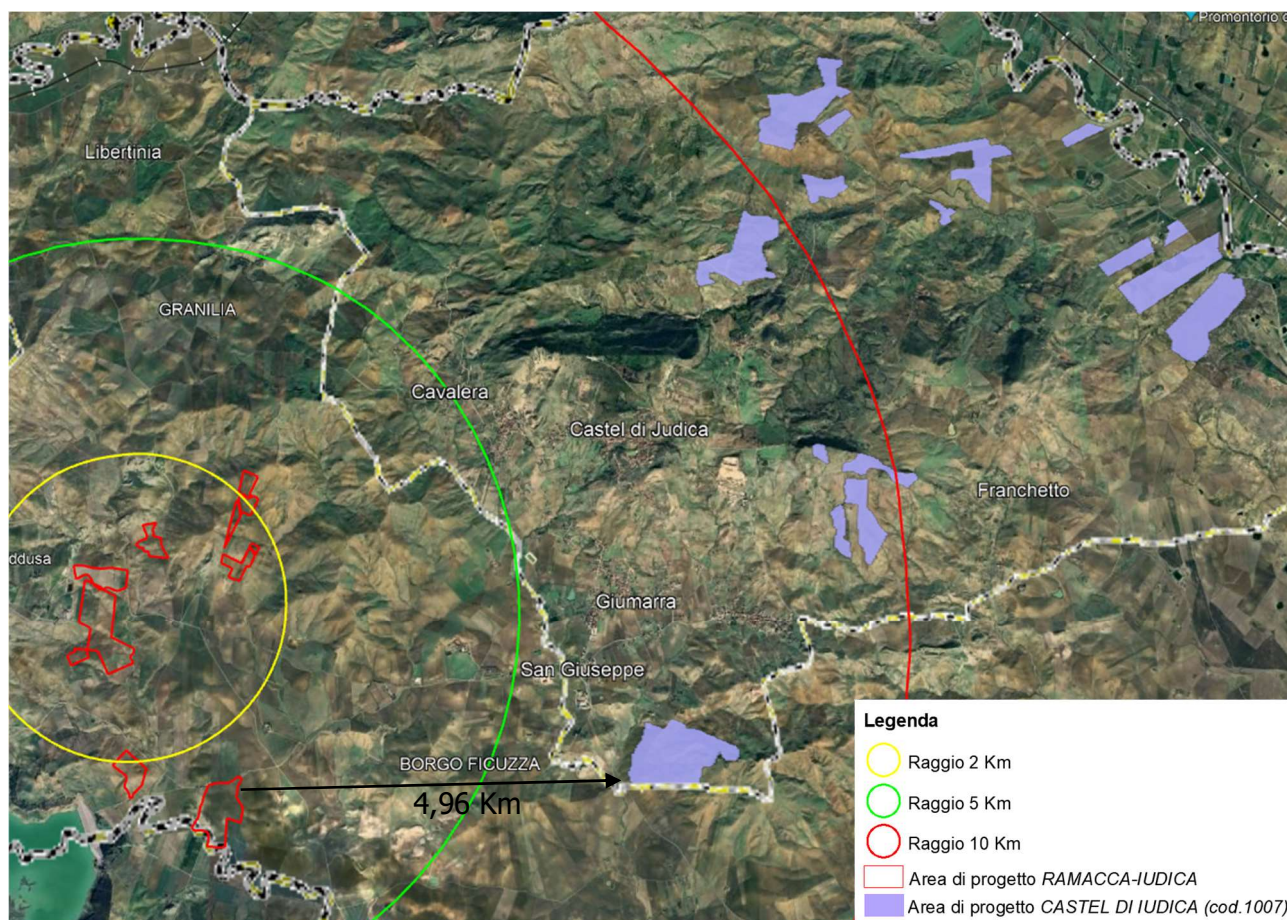 Promontorio
Libertinia
GRANILIA
Cavalera
Castel di Judica
Franchetto
ddusa
Giumarra
San Giuseppe
BORGO FICUZZA
4,96 Km
Legenda
Raggio 2 Km
Raggio 5 Km
Raggio 10 Km
Area di progetto RAMACCA-IUDICA
Area di progetto CASTEL DI IUDICA (cod.1007)